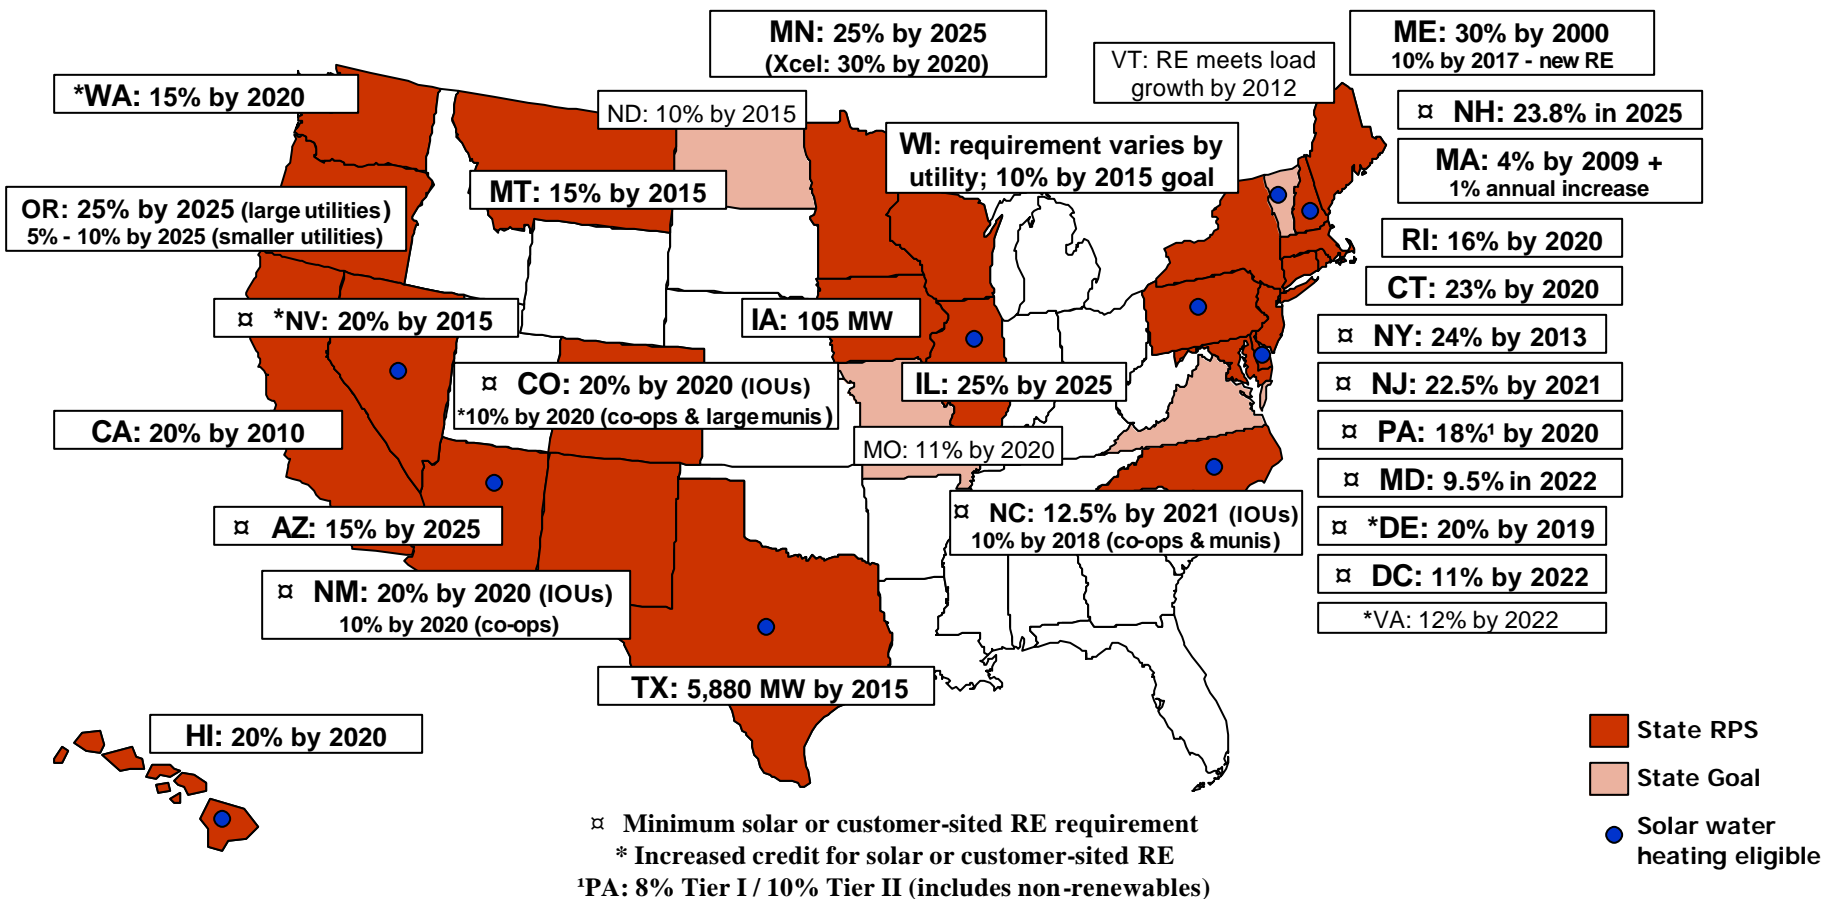 MN: 25% by 2025
(Xcel: 30% by 2020)
ME: 30% by 2000
10% by 2017 - new RE
VT: RE meets load
growth by 2012
*WA: 15% by 2020
ND: 10% by 2015
¤ NH: 23.8% in 2025
WI: requirement varies by
utility; 10% by 2015 goal
MA: 4% by 2009 +
1% annual increase
MT: 15% by 2015
OR: 25% by 2025 (large utilities)
5% - 10% by 2025 (smaller utilities)
RI: 16% by 2020
CT: 23% by 2020
¤ *NV: 20% by 2015
IA: 105 MW
¤ NY: 24% by 2013
¤ CO: 20% by 2020 (IOUs)
*10% by 2020 (co-ops & large munis)
IL: 25% by 2025
¤ NJ: 22.5% by 2021
CA: 20% by 2010
MO: 11% by 2020
¤ PA: 18%¹ by 2020
¤ MD: 9.5% in 2022
¤ AZ: 15% by 2025
¤ NC: 12.5% by 2021 (IOUs)
10% by 2018 (co-ops & munis)
¤ *DE: 20% by 2019
¤ DC: 11% by 2022
¤ NM: 20% by 2020 (IOUs)
10% by 2020 (co-ops)
*VA: 12% by 2022
TX: 5,880 MW by 2015
HI: 20% by 2020
State RPS
State Goal
Solar water
heating eligible
¤ Minimum solar or customer-sited RE requirement
* Increased credit for solar or customer-sited RE
¹PA: 8% Tier I / 10% Tier II (includes non-renewables)